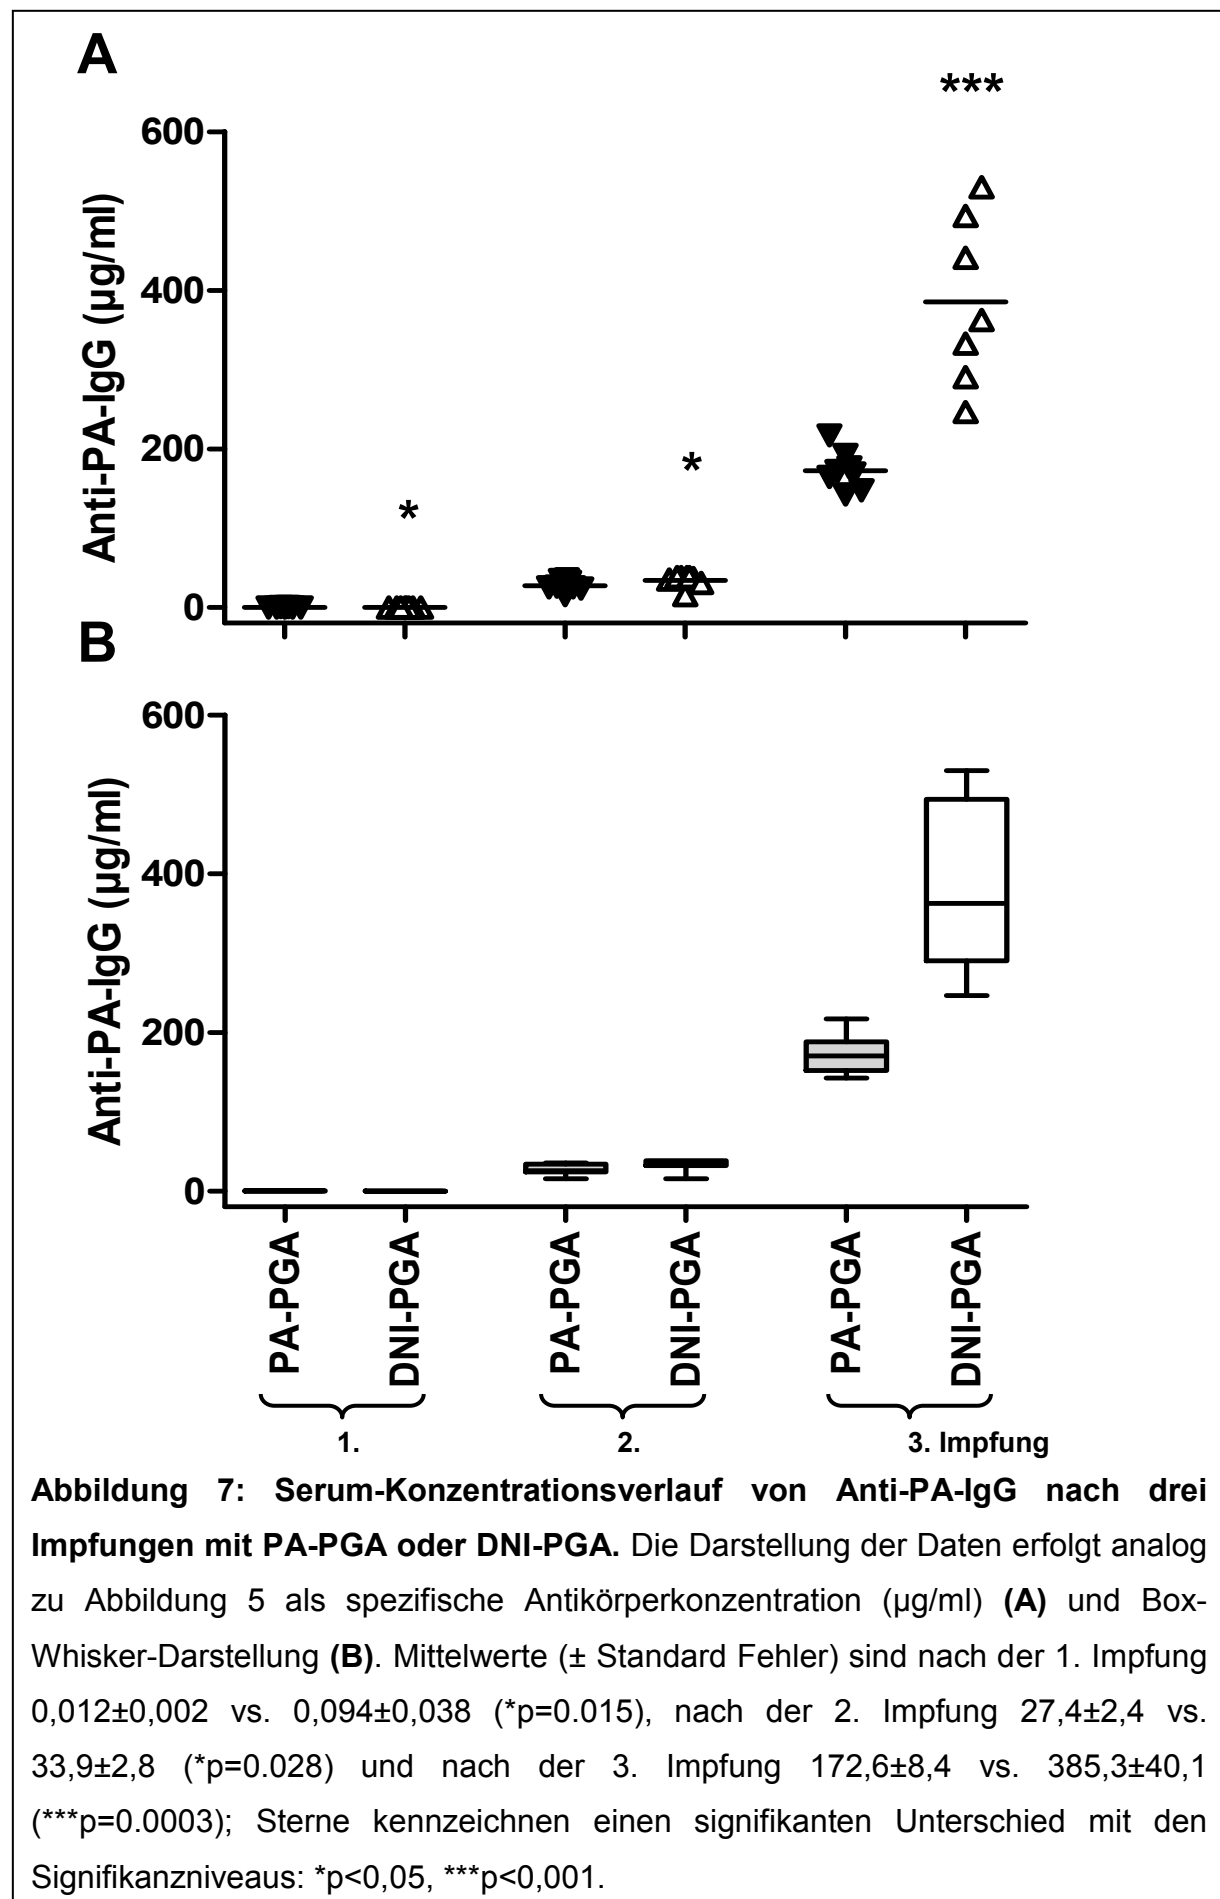 A
***
600
400
200
0
Anti-PA-IgG (µg/ml)
*
*
B
600
400
200
0
Anti-PA-IgG (µg/ml)
PA-PGA
DNI-PGA
PA-PGA
DNI-PGA
PA-PGA
DNI-PGA
1.
2.
3. Impfung
Abbildung 7: Serum-Konzentrationsverlauf von Anti-PA-IgG nach drei
Impfungen mit PA-PGA oder DNI-PGA. Die Darstellung der Daten erfolgt analog
zu Abbildung 5 als spezifische Antikörperkonzentration (µg/ml) (A) und Box-
Whisker-Darstellung (B). Mittelwerte (± Standard Fehler) sind nach der 1. Impfung
0,012±0,002 vs. 0,094±0,038 (*p=0.015), nach der 2. Impfung 27,4±2,4 vs.
33,9±2,8 (*p=0.028) und nach der 3. Impfung 172,6±8,4 vs. 385,3±40,1
(***p=0.0003); Sterne kennzeichnen einen signifikanten Unterschied mit den
Signifikanzniveaus: *p<0,05, ***p<0,001.